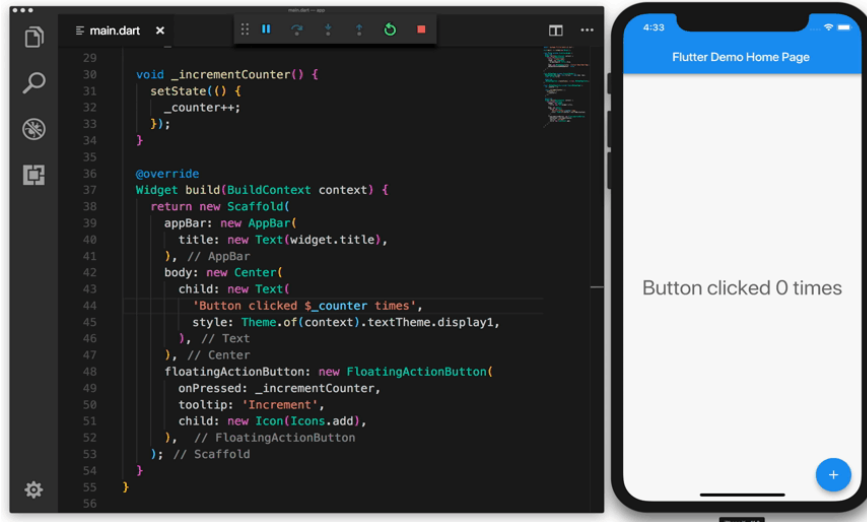 main.dart — app
main.dart
29
30 void _incrementCounter() {
31 setState(() {
32 _counter++;
33 });
34 }
35
36 @override
37 Widget build(BuildContext context) {
38 return new Scaffold(
39 appBar: new AppBar(
40 title: new Text(widget.title),
41 ), // AppBar
42 body: new Center(
43 child: new Text(
44 'Button clicked $_counter times',
45 style: Theme.of(context).textTheme.display1,
46 ), // Text
47 ), // Center
48 floatingActionButton: new FloatingActionButton(
49 onPressed: _incrementCounter,
50 tooltip: 'Increment',
51 child: new Icon(Icons.add),
52 ), // FloatingActionButton
53 ); // Scaffold
54 }
55 }
56
4:33
Flutter Demo Home Page
Button clicked 0 times